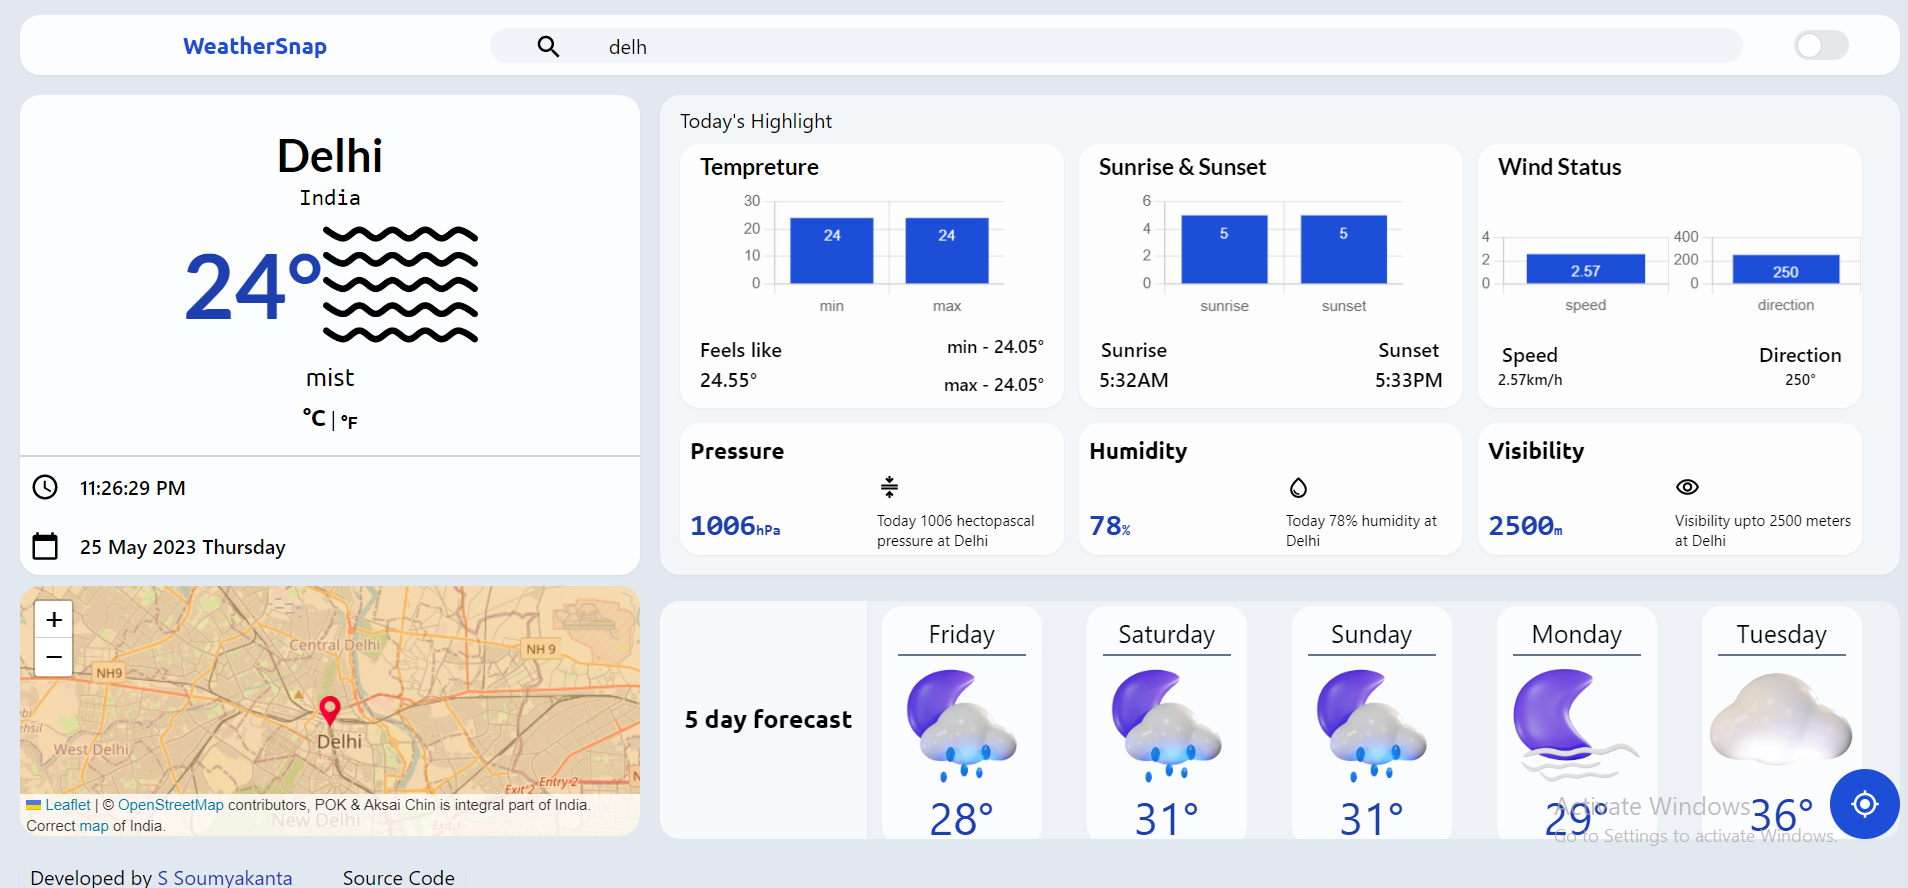 WeatherSnap
delh
Delhi
India
24°
mist
°C | °F
11:26:29 PM
25 May 2023 Thursday
Today's Highlight
Tempreture
30
20
10
0
24
24
min
max
Feels like
24.55°
min - 24.05°
max - 24.05°
Sunrise & Sunset
6
4
2
0
5
5
sunrise
sunset
Sunrise
5:32AM
Sunset
5:33PM
Wind Status
4
2
0
2.57
speed
400
200
0
250
direction
Speed
2.57km/h
Direction
250°
Pressure
1006hPa
Today 1006 hectopascal
pressure at Delhi
Humidity
78%
Today 78% humidity at
Delhi
Visibility
2500m
Visibility upto 2500 meters
at Delhi
+
−
Central Delhi
NH 9
NH9
West Delhi
Delhi
Entry 2
Exit 2
New Delhi
Exit 1
Leaflet | © OpenStreetMap contributors, POK & Aksai Chin is integral part of India.
Correct map of India.
5 day forecast
Friday
28°
Saturday
31°
Sunday
31°
Monday
29°
Tuesday
36°
Activate Windows
Go to Settings to activate Windows.
Developed by S Soumyakanta
Source Code